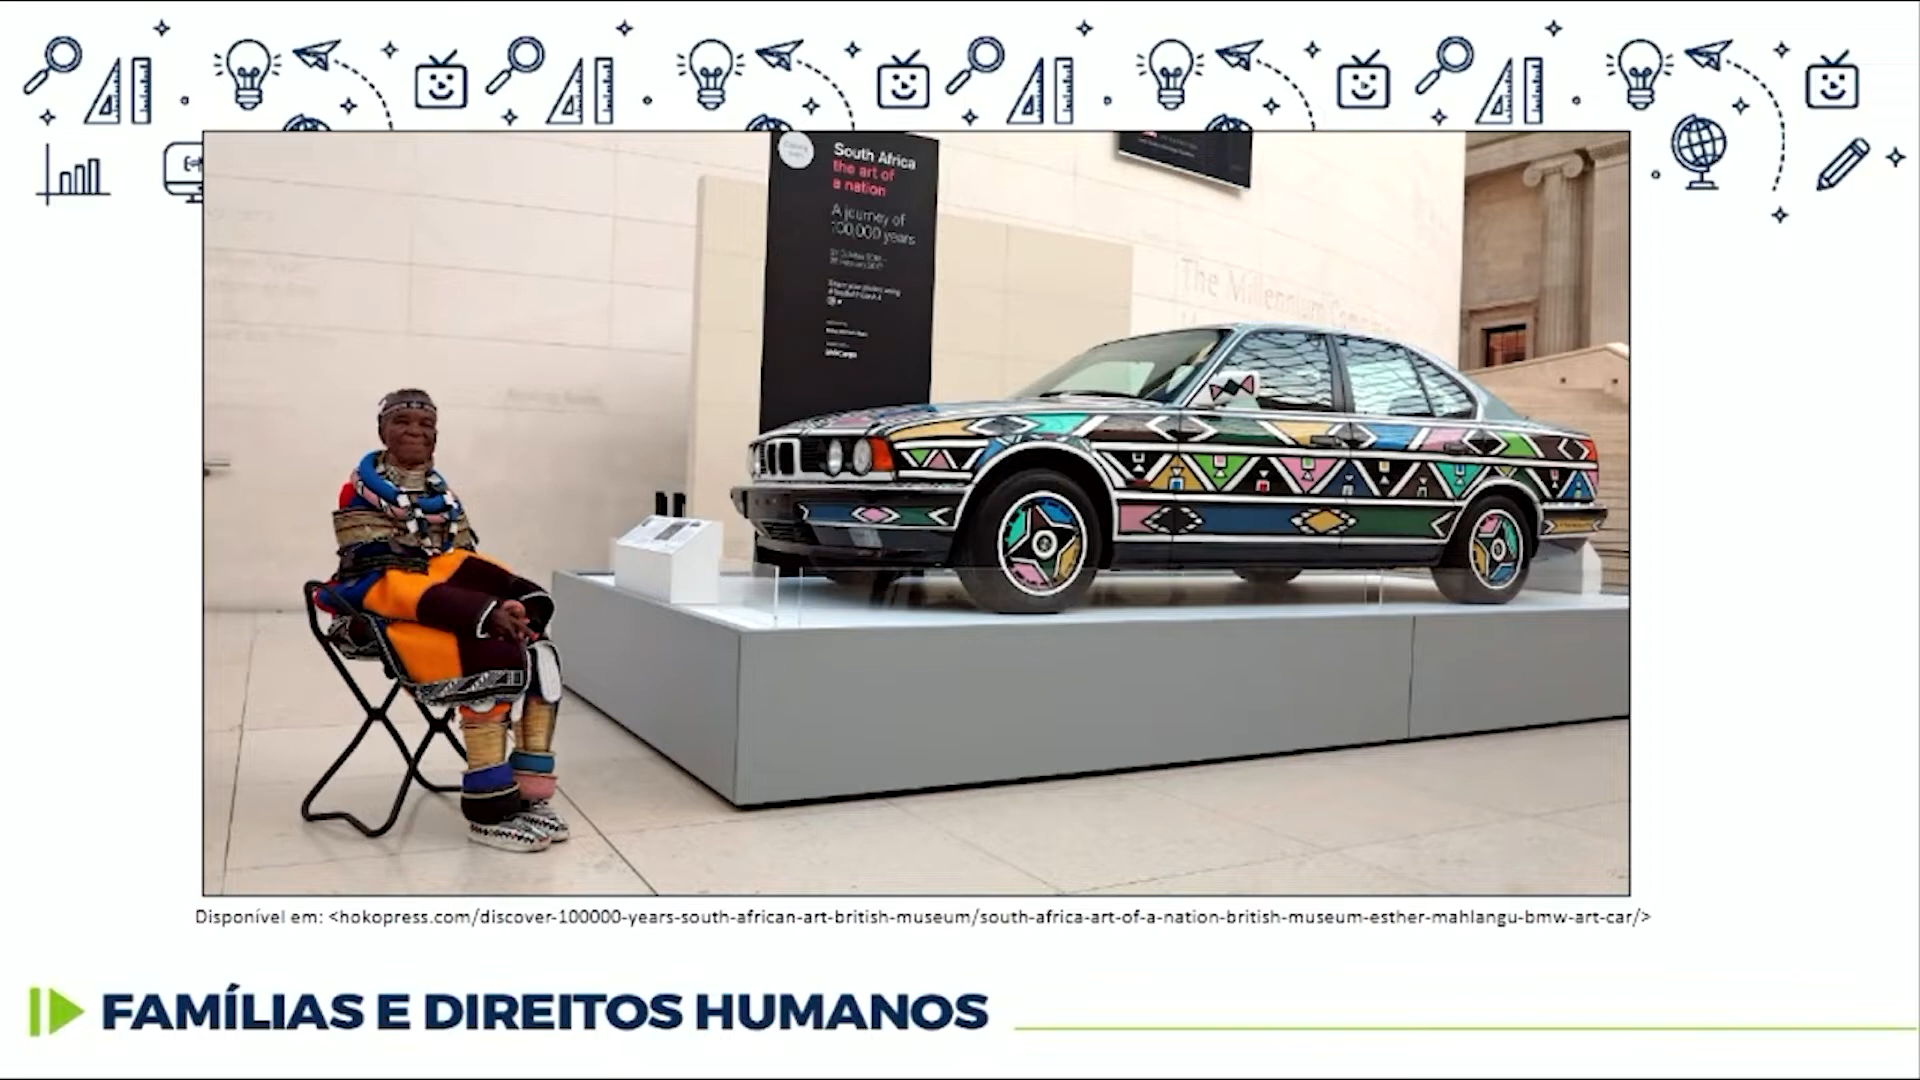 South Africa
the art of
a nation
A journey of
100,000 years
The Millennium
Disponível em: <hokopress.com/discover-100000-years-south-african-art-british-museum/south-africa-art-of-a-nation-british-museum-esther-mahlangu-bmw-art-car/>
FAMÍLIAS E DIREITOS HUMANOS